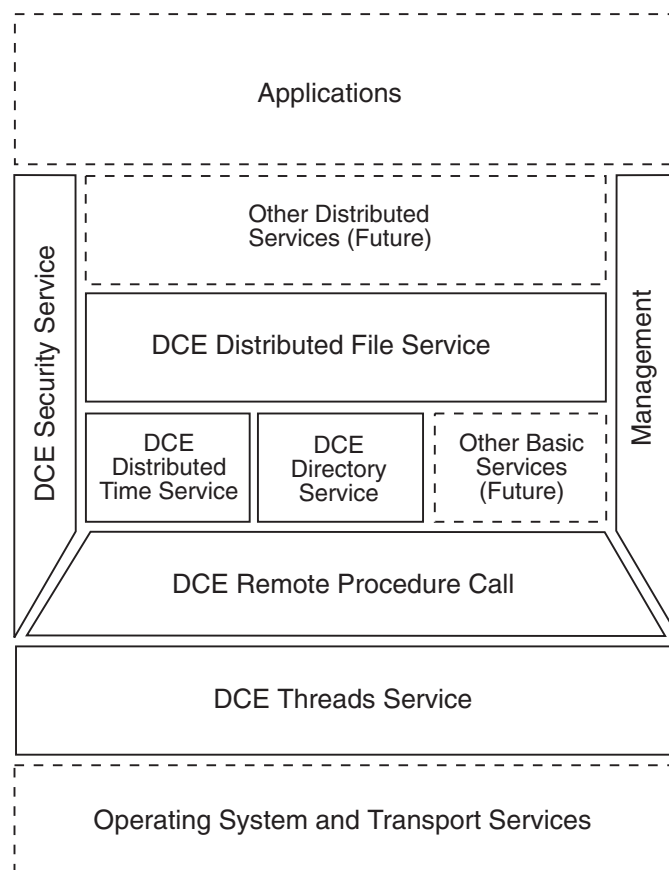 Applications
Other Distributed
Services (Future)
DCE Security Service
Management
DCE Distributed File Service
DCE
Distributed
Time Service
DCE
Directory
Service
Other Basic
Services
(Future)
DCE Remote Procedure Call
DCE Threads Service
Operating System and Transport Services